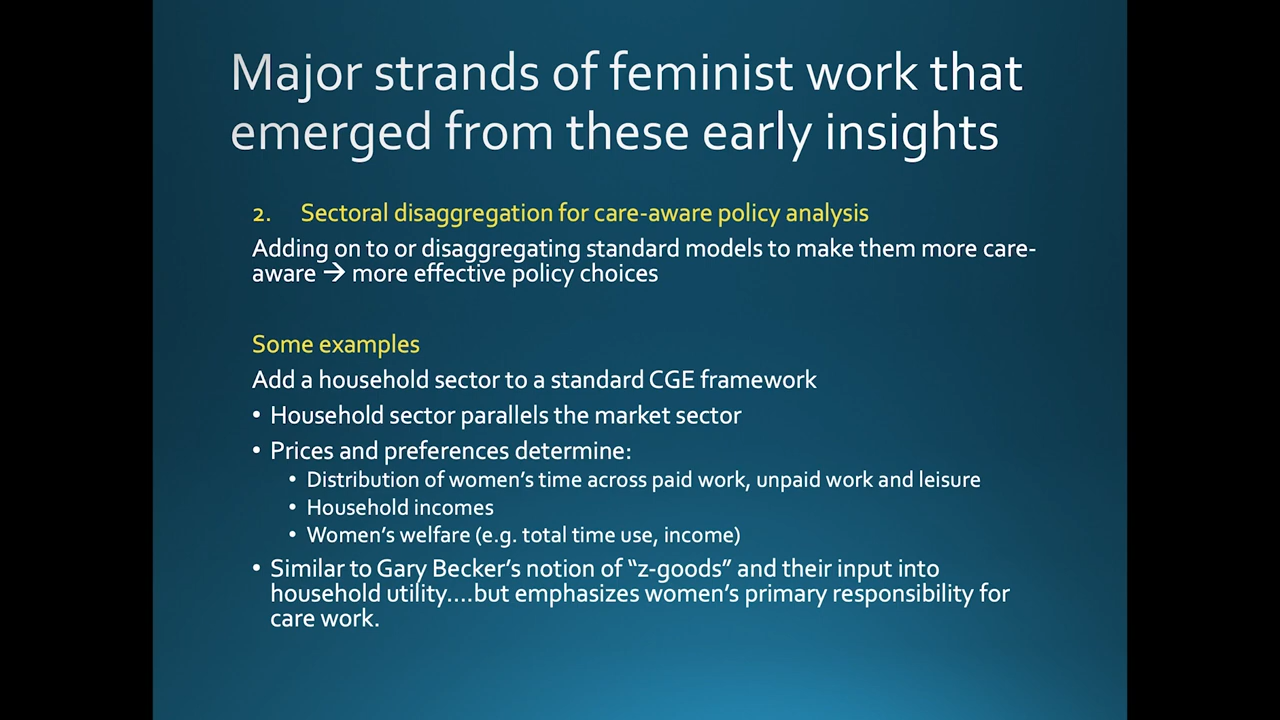 Major strands of feminist work that
emerged from these early insights
2. Sectoral disaggregation for care-aware policy analysis
Adding on to or disaggregating standard models to make them more care-
aware → more effective policy choices
Some examples
Add a household sector to a standard CGE framework
• Household sector parallels the market sector
• Prices and preferences determine:
• Distribution of women’s time across paid work, unpaid work and leisure
• Household incomes
• Women’s welfare (e.g. total time use, income)
• Similar to Gary Becker’s notion of “z-goods” and their input into
household utility….but emphasizes women’s primary responsibility for
care work.